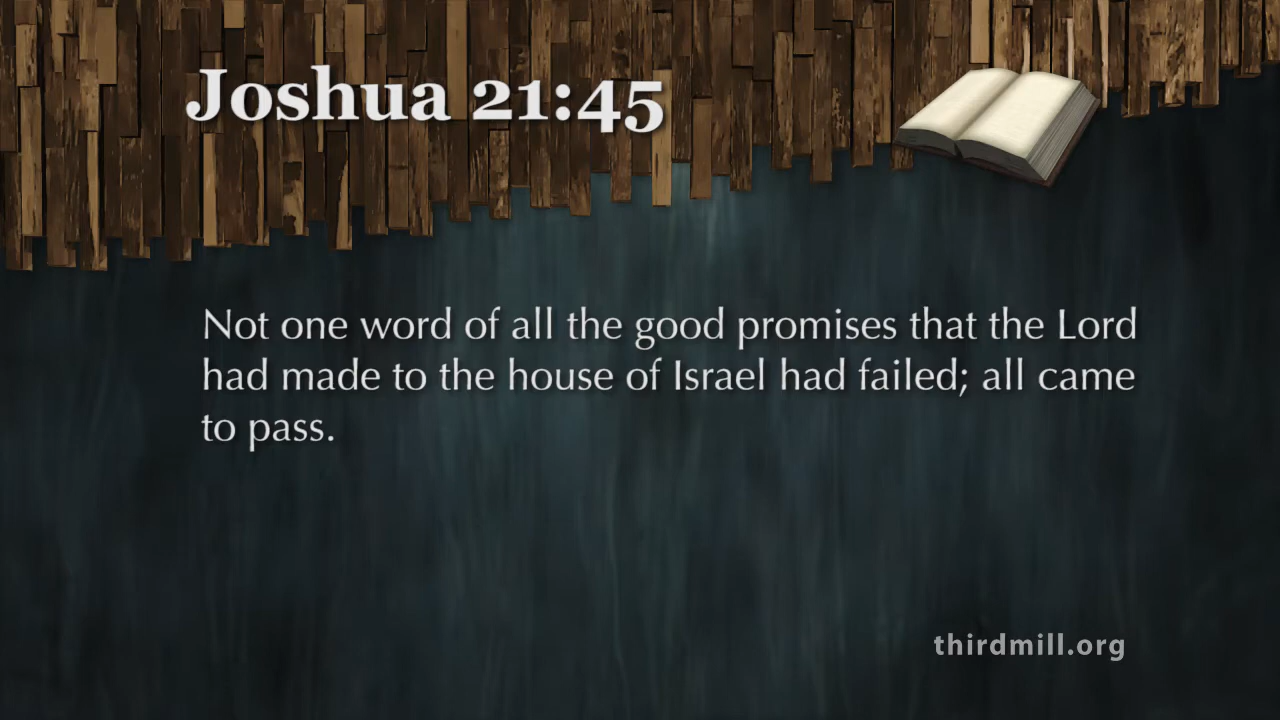 Joshua 21:45
Not one word of all the good promises that the Lord
had made to the house of Israel had failed; all came
to pass.
thirdmill.org